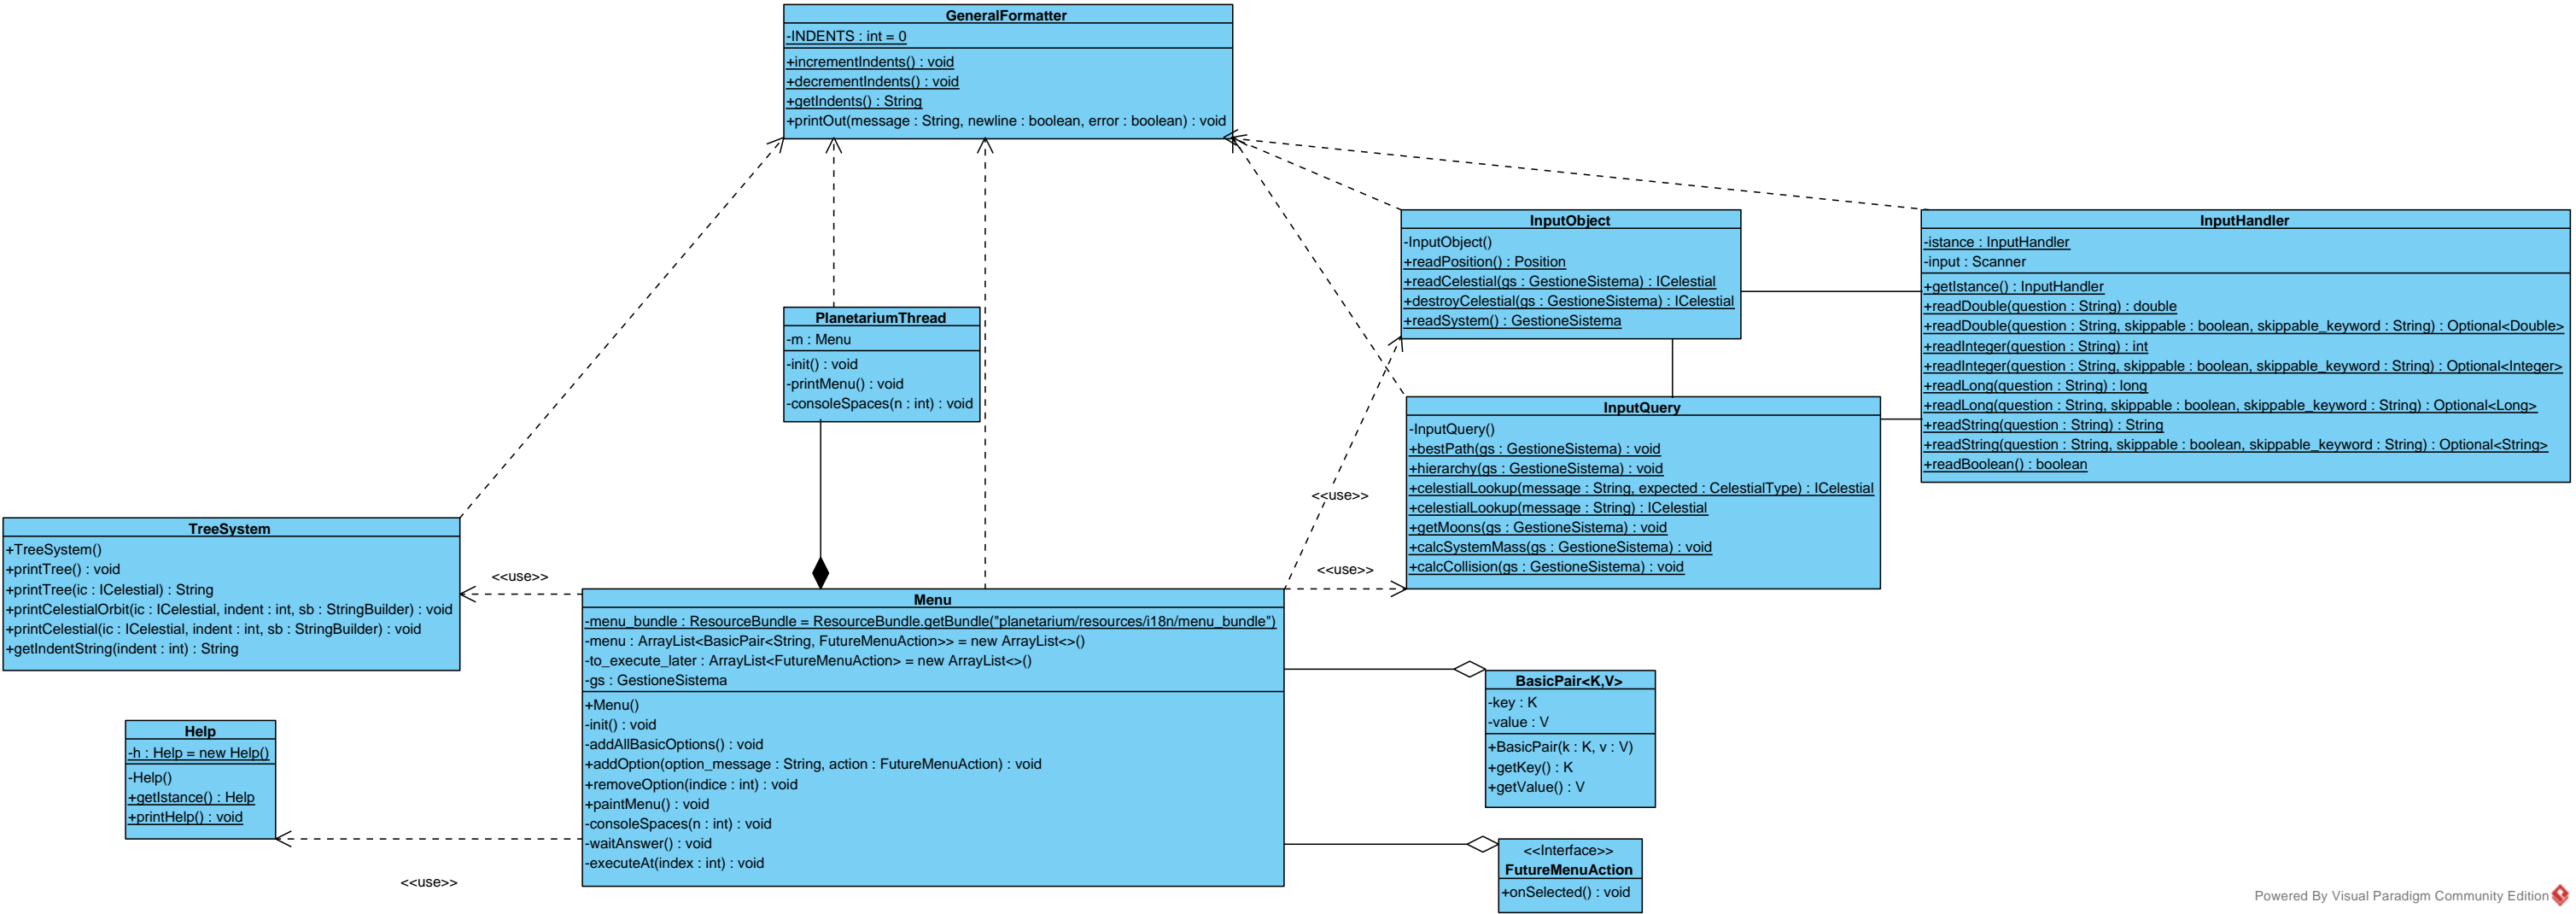 GeneralFormatter
-INDENTS : int = 0
+incrementIndents() : void
+decrementIndents() : void
+getIndents() : String
+printOut(message : String, newline : boolean, error : boolean) : void
InputObject
-InputObject()
+readPosition() : Position
+readCelestial(gs : GestioneSistema) : ICelestial
+destroyCelestial(gs : GestioneSistema) : ICelestial
+readSystem() : GestioneSistema
InputHandler
-istance : InputHandler
-input : Scanner
+getIstance() : InputHandler
+readDouble(question : String) : double
+readDouble(question : String, skippable : boolean, skippable_keyword : String) : Optional<Double>
+readInteger(question : String) : int
+readInteger(question : String, skippable : boolean, skippable_keyword : String) : Optional<Integer>
+readLong(question : String) : long
+readLong(question : String, skippable : boolean, skippable_keyword : String) : Optional<Long>
+readString(question : String) : String
+readString(question : String, skippable : boolean, skippable_keyword : String) : Optional<String>
+readBoolean() : boolean
PlanetariumThread
-m : Menu
-init() : void
-printMenu() : void
-consoleSpaces(n : int) : void
InputQuery
-InputQuery()
+bestPath(gs : GestioneSistema) : void
+hierarchy(gs : GestioneSistema) : void
+celestialLookup(message : String, expected : CelestialType) : ICelestial
+celestialLookup(message : String) : ICelestial
+getMoons(gs : GestioneSistema) : void
+calcSystemMass(gs : GestioneSistema) : void
+calcCollision(gs : GestioneSistema) : void
<<use>>
TreeSystem
+TreeSystem()
+printTree() : void
+printTree(ic : ICelestial) : String
+printCelestialOrbit(ic : ICelestial, indent : int, sb : StringBuilder) : void
+printCelestial(ic : ICelestial, indent : int, sb : StringBuilder) : void
+getIndentString(indent : int) : String
<<use>>
<<use>>
Menu
-menu_bundle : ResourceBundle = ResourceBundle.getBundle("planetarium/resources/i18n/menu_bundle")
-menu : ArrayList<BasicPair<String, FutureMenuAction>> = new ArrayList<>()
-to_execute_later : ArrayList<FutureMenuAction> = new ArrayList<>()
-gs : GestioneSistema
+Menu()
-init() : void
-addAllBasicOptions() : void
+addOption(option_message : String, action : FutureMenuAction) : void
+removeOption(indice : int) : void
+paintMenu() : void
-consoleSpaces(n : int) : void
-waitAnswer() : void
-executeAt(index : int) : void
BasicPair<K,V>
-key : K
-value : V
+BasicPair(k : K, v : V)
+getKey() : K
+getValue() : V
Help
-h : Help = new Help()
-Help()
+getIstance() : Help
+printHelp() : void
<<use>>
<<Interface>>
FutureMenuAction
+onSelected() : void
Powered By Visual Paradigm Community Edition